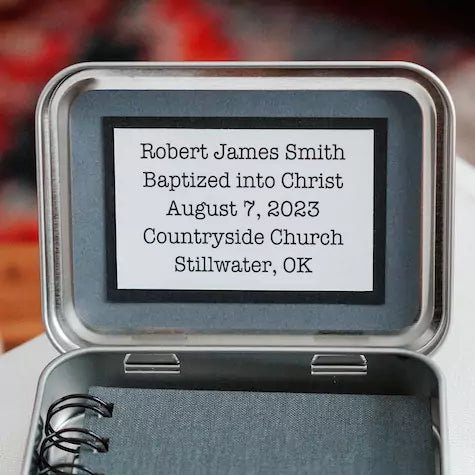 Robert James Smith
Baptized into Christ
August 7, 2023
Countryside Church
Stillwater, OK